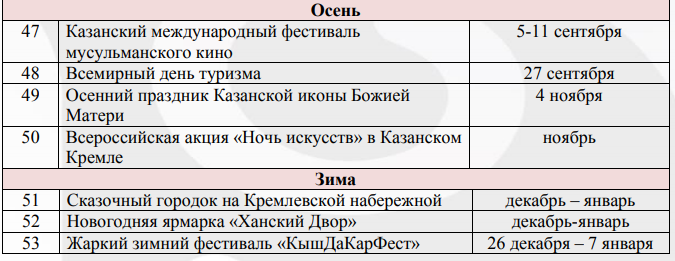 Осень
47 Казанский международный фестиваль 5-11 сентября
мусульманского кино
48 Всемирный день туризма 27 сентября
49 Осенний праздник Казанской иконы Божией 4 ноября
Матери
50 Всероссийская акция «Ночь искусств» в Казанском ноябрь
Кремле
Зима
51 Сказочный городок на Кремлевской набережной декабрь – январь
52 Новогодняя ярмарка «Ханский Двор» декабрь-январь
53 Жаркий зимний фестиваль «КышДаКарФест» 26 декабря – 7 января